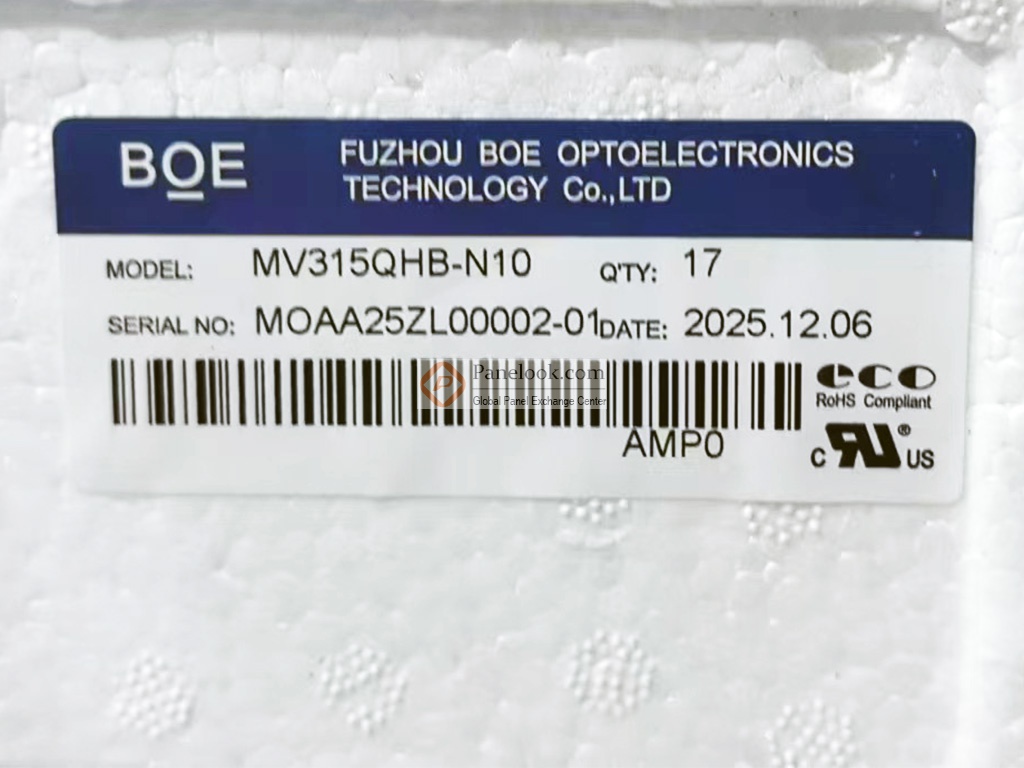 BOE
FUZHOU BOE OPTOELECTRONICS
TECHNOLOGY Co.,LTD
MODEL: MV315QHB-N10 Q'TY: 17
SERIAL NO: MOAA25ZL00002-01 DATE: 2025.12.06
Panelook.com
Global Panel Exchange Center
eco
RoHS Compliant
AMP0
C RU ® US